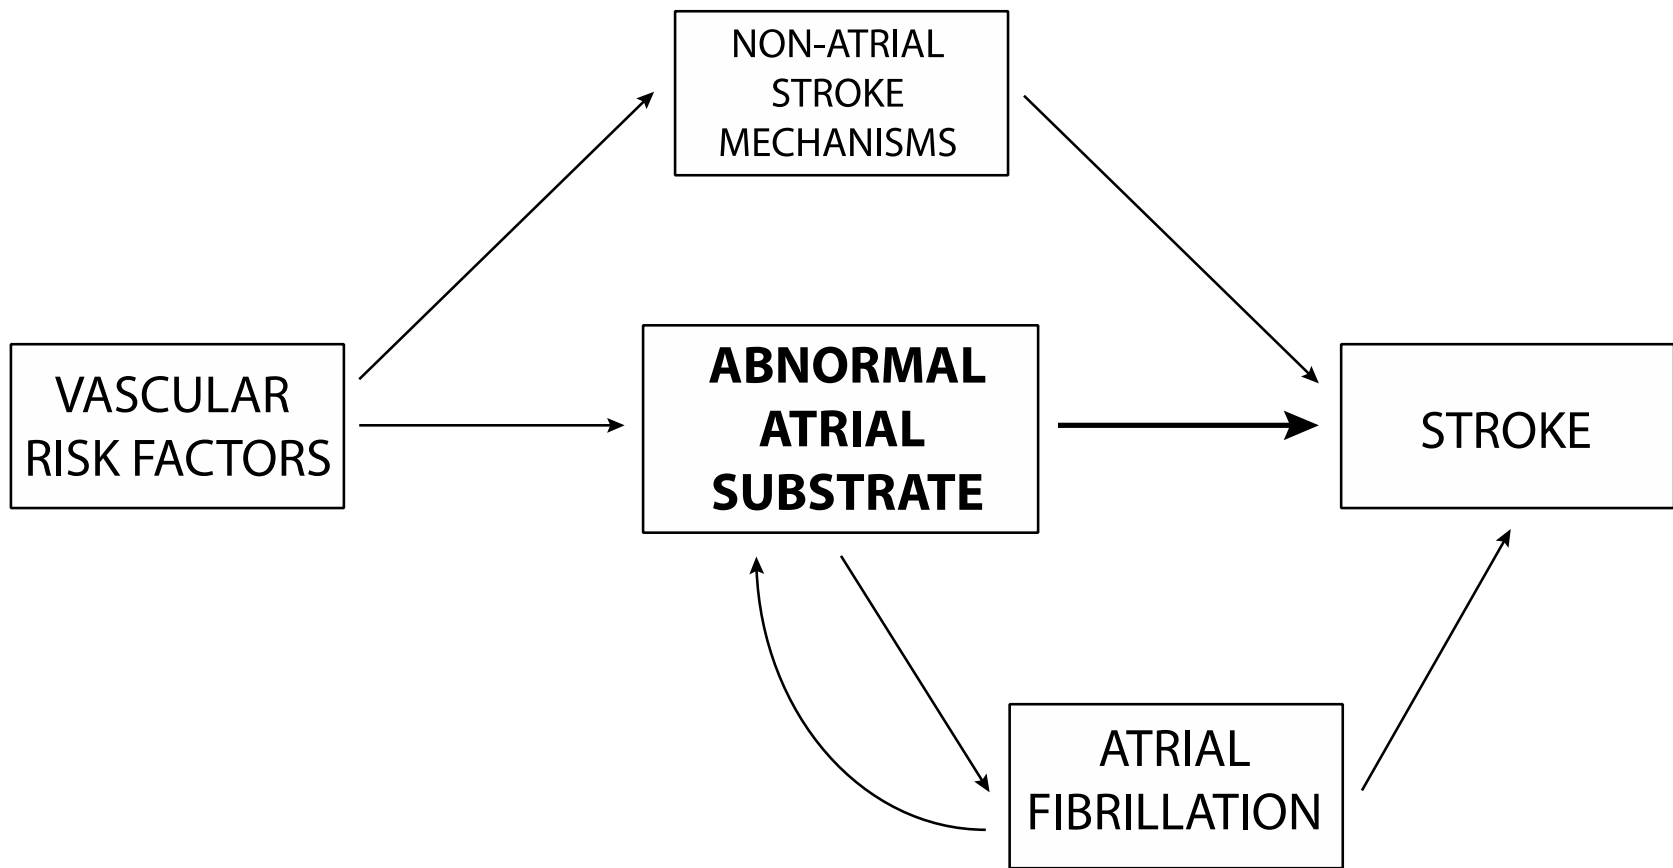 NON-ATRIAL
STROKE
MECHANISMS
VASCULAR
RISK FACTORS
ABNORMAL
ATRIAL
SUBSTRATE
STROKE
ATRIAL
FIBRILLATION